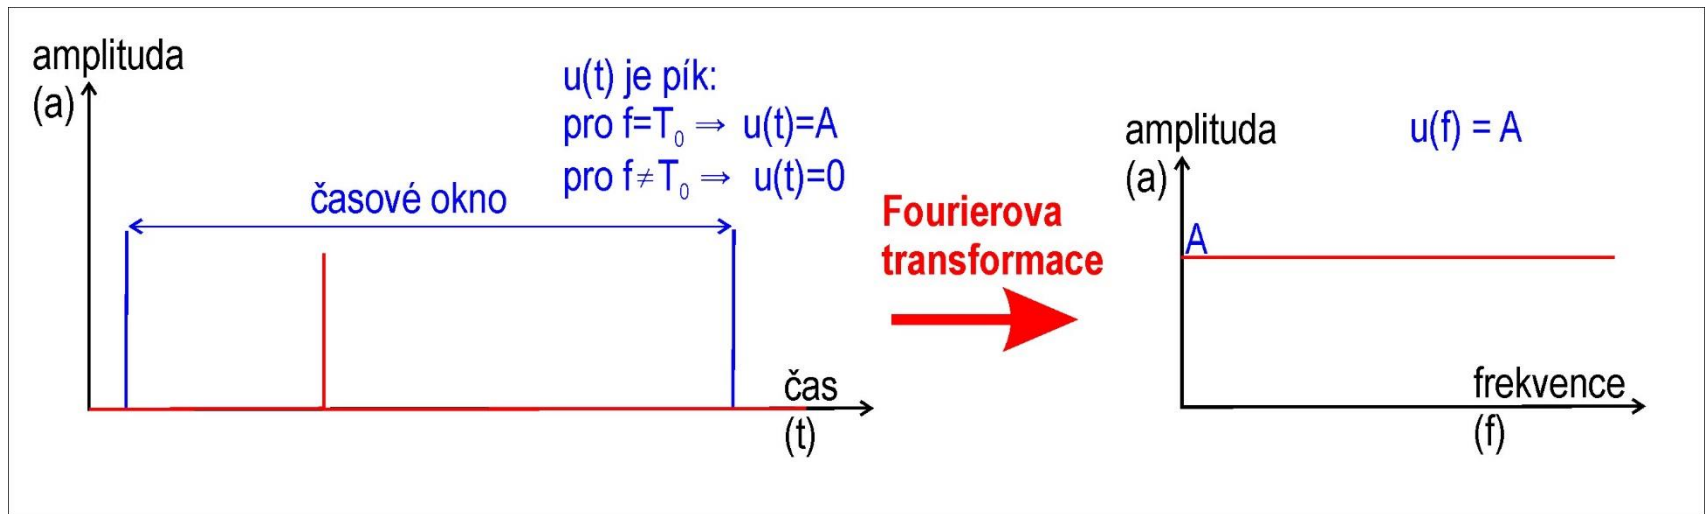 amplituda
(a)
u(t) je pík:
pro f=T₀ ⇒ u(t)=A
pro f≠T₀ ⇒ u(t)=0
časové okno
čas
(t)
Fourierova
transformace
amplituda
(a)
u(f) = A
A
frekvence
(f)